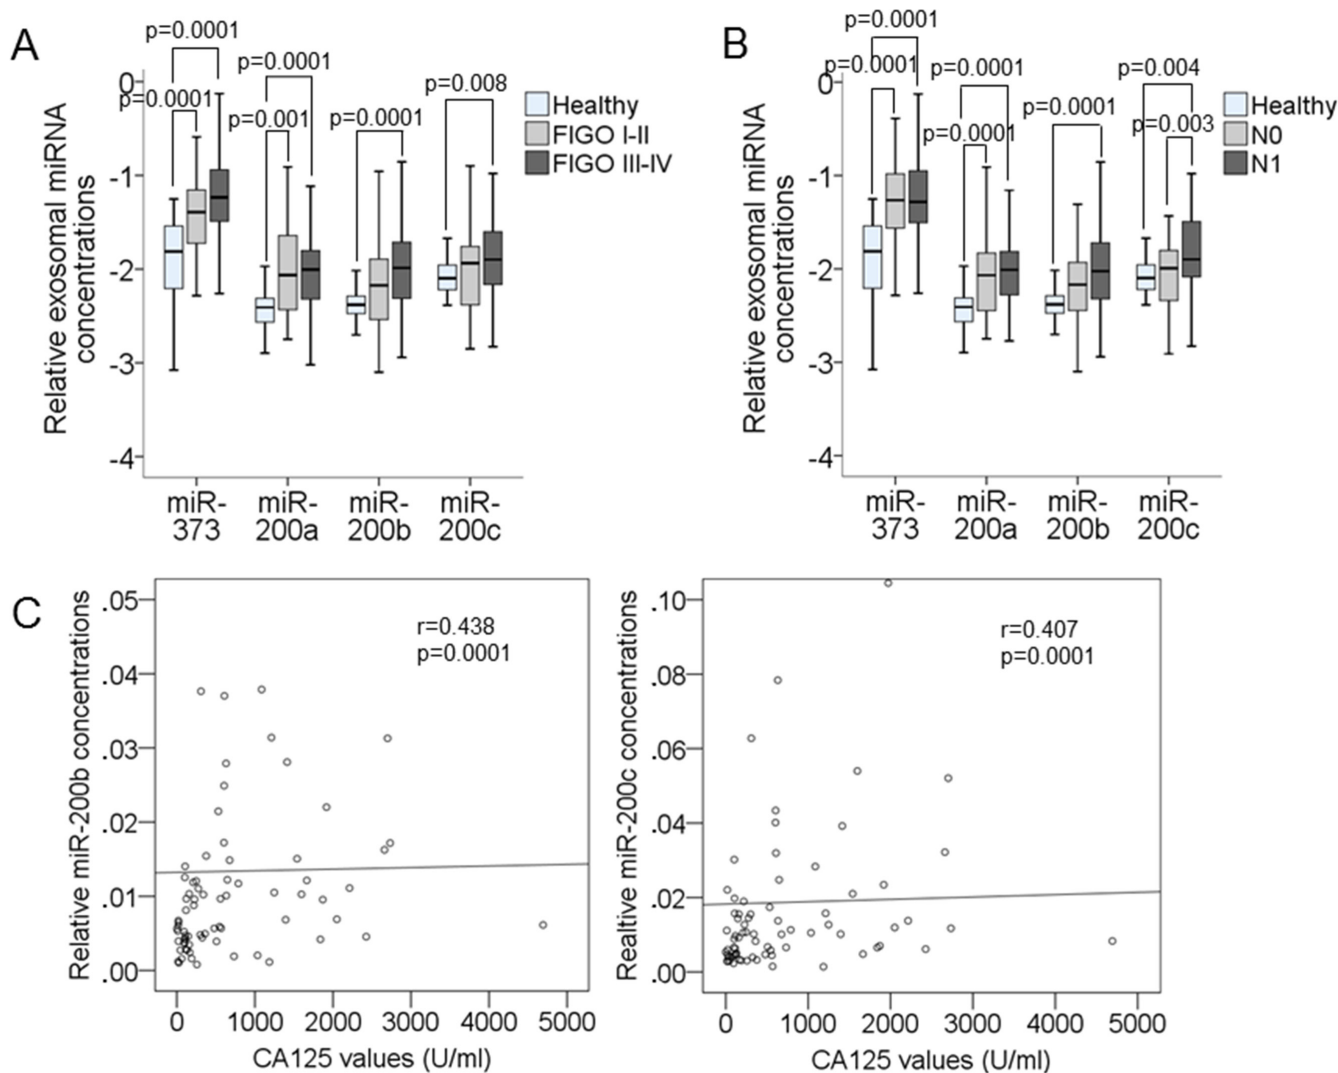 A
p=0.0001
p=0.0001
p=0.0001
p=0.001
p=0.0001
p=0.008
Healthy
FIGO I-II
FIGO III-IV
Relative exosomal miRNA
concentrations
0
-1
-2
-3
-4
miR-
373
miR-
200a
miR-
200b
miR-
200c
B
p=0.0001
p=0.0001
p=0.0001
p=0.0001
p=0.0001
p=0.004
p=0.003
Healthy
N0
N1
Relative exosomal miRNA
concentrations
0
-1
-2
-3
-4
miR-
373
miR-
200a
miR-
200b
miR-
200c
C
Relative miR-200b concentrations
.05
.04
.03
.02
.01
.00
r=0.438
p=0.0001
0 1000 2000 3000 4000 5000
CA125 values (U/ml)
Realtive miR-200c concentrations
.10
.08
.06
.04
.02
.00
r=0.407
p=0.0001
0 1000 2000 3000 4000 5000
CA125 values (U/ml)